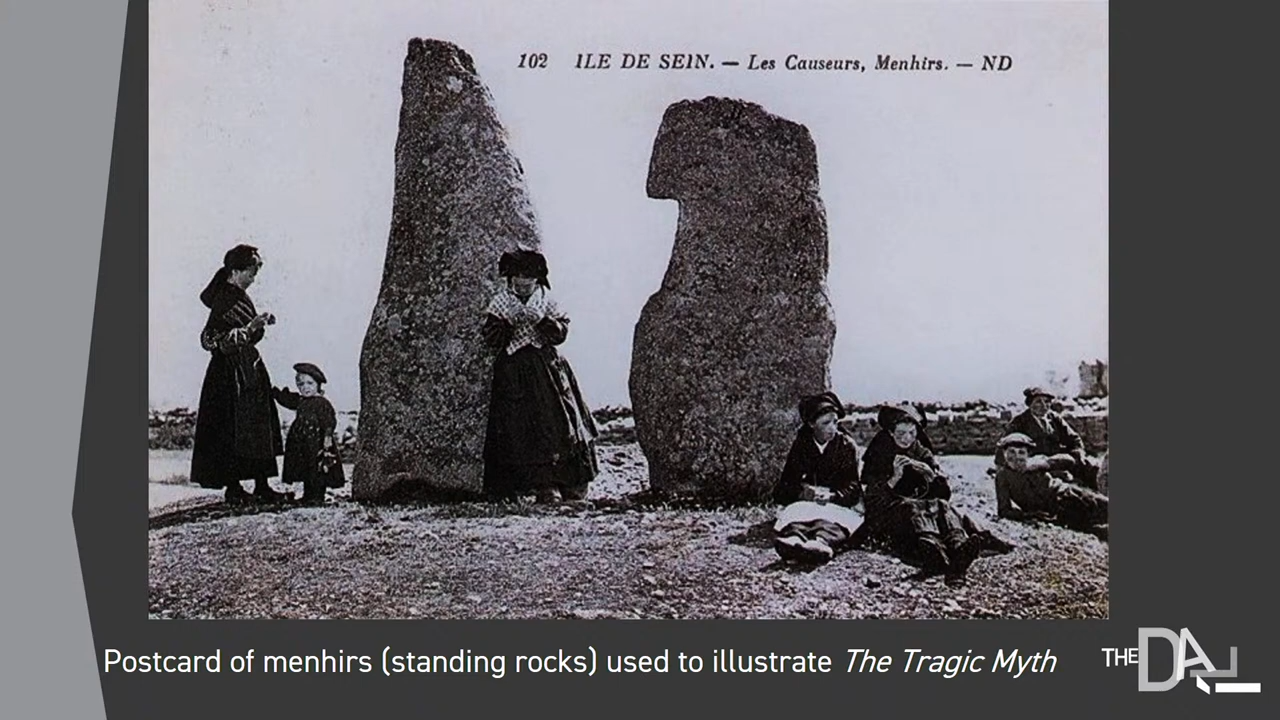 102 ILE DE SEIN. — Les Causeurs, Menhirs. — ND
Postcard of menhirs (standing rocks) used to illustrate The Tragic Myth
THE DALÍ